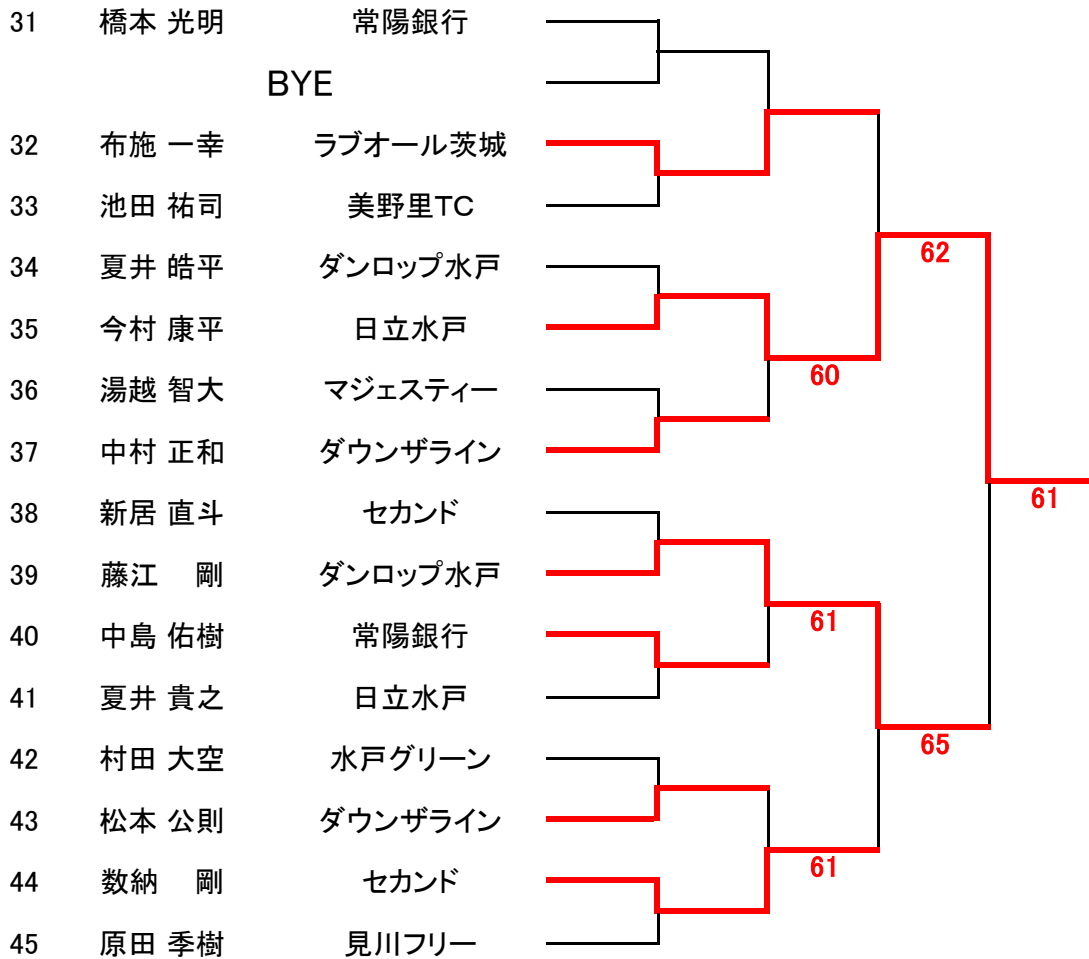 31 橋本 光明 常陽銀行
BYE
32 布施 一幸 ラブオール茨城
33 池田 祐司 美野里TC
62
34 夏井 皓平 ダンロップ水戸
35 今村 康平 日立水戸
60
36 湯越 智大 マジェスティー
37 中村 正和 ダウンザライン
61
38 新居 直斗 セカンド
39 藤江 剛 ダンロップ水戸
61
40 中島 佑樹 常陽銀行
41 夏井 貴之 日立水戸
65
42 村田 大空 水戸グリーン
43 松本 公則 ダウンザライン
61
44 数納 剛 セカンド
45 原田 季樹 見川フリー